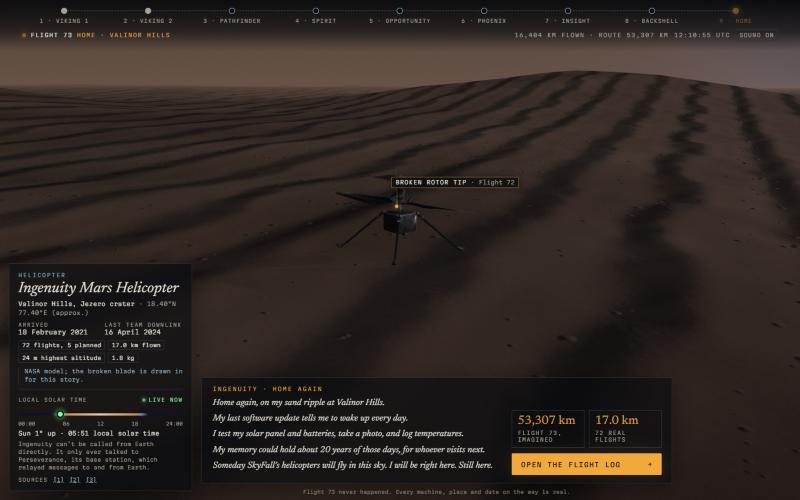 1 · VIKING 1
2 · VIKING 2
3 · PATHFINDER
4 · SPIRIT
5 · OPPORTUNITY
6 · PHOENIX
7 · INSIGHT
8 · BACKSHELL
9 · HOME
FLIGHT 73 HOME · VALINOR HILLS
16,404 KM FLOWN · ROUTE 53,307 KM 12:10:55 UTC SOUND ON
BROKEN ROTOR TIP · Flight 72
HELICOPTER
Ingenuity Mars Helicopter
Valinor Hills, Jezero crater · 18.40°N
77.40°E (approx.)
ARRIVED
18 February 2021
LAST TEAM DOWNLINK
16 April 2024
72 flights, 5 planned
17.0 km flown
24 m highest altitude
1.8 kg
NASA model; the broken blade is drawn in
for this story.
LOCAL SOLAR TIME
LIVE NOW
00:00 06 12 18 24:00
Sun 1° up · 05:51 local solar time
Ingenuity can't be called from Earth
directly. It only ever talked to
Perseverance, its base station, which
relayed messages to and from Earth.
SOURCES [1] [2] [3]
INGENUITY · HOME AGAIN
Home again, on my sand ripple at Valinor Hills.
My last software update tells me to wake up every day.
I test my solar panel and batteries, take a photo, and log temperatures.
My memory could hold about 20 years of those days, for whoever visits next.
Someday SkyFall's helicopters will fly in this sky. I will be right here. Still here.
53,307 km
FLIGHT 73,
IMAGINED
17.0 km
72 REAL
FLIGHTS
OPEN THE FLIGHT LOG
Flight 73 never happened. Every machine, place and date on the way is real.